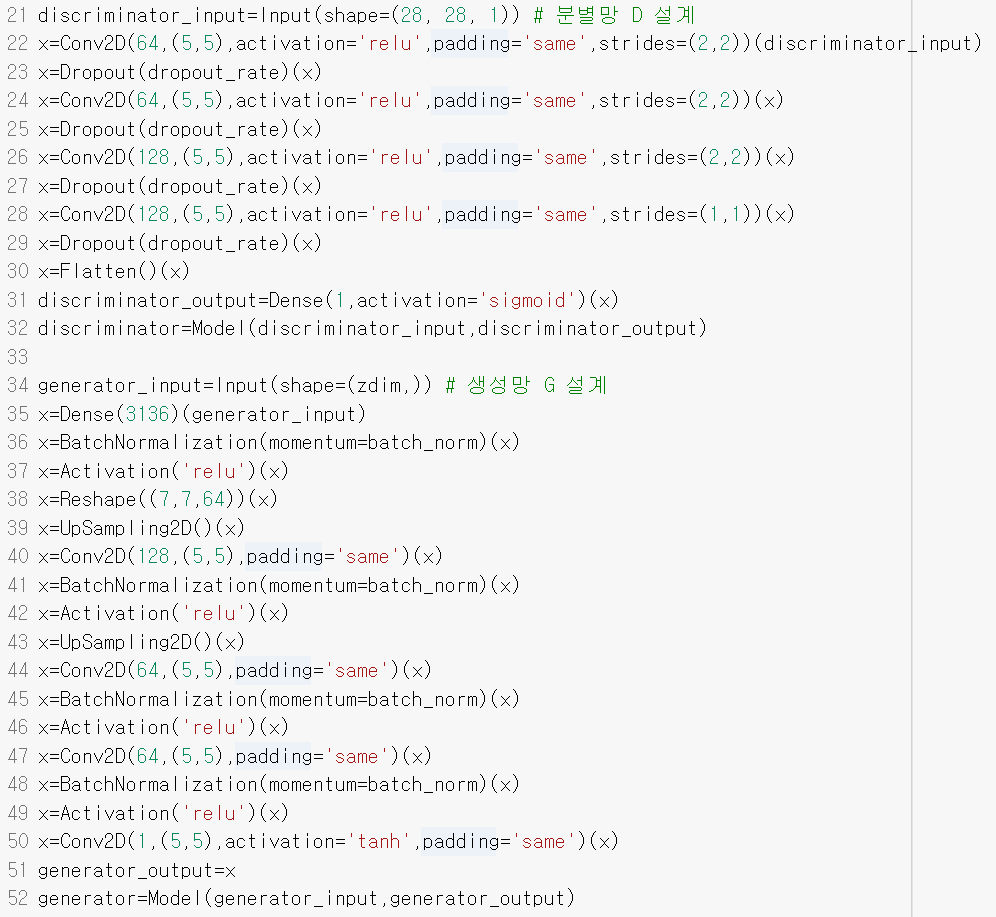 21 discriminator_input=Input(shape=(28, 28, 1)) # 분별망 D 설계
22 x=Conv2D(64,(5,5),activation='relu',padding='same',strides=(2,2))(discriminator_input)
23 x=Dropout(dropout_rate)(x)
24 x=Conv2D(64,(5,5),activation='relu',padding='same',strides=(2,2))(x)
25 x=Dropout(dropout_rate)(x)
26 x=Conv2D(128,(5,5),activation='relu',padding='same',strides=(2,2))(x)
27 x=Dropout(dropout_rate)(x)
28 x=Conv2D(128,(5,5),activation='relu',padding='same',strides=(1,1))(x)
29 x=Dropout(dropout_rate)(x)
30 x=Flatten()(x)
31 discriminator_output=Dense(1,activation='sigmoid')(x)
32 discriminator=Model(discriminator_input,discriminator_output)
33
34 generator_input=Input(shape=(zdim,)) # 생성망 G 설계
35 x=Dense(3136)(generator_input)
36 x=BatchNormalization(momentum=batch_norm)(x)
37 x=Activation('relu')(x)
38 x=Reshape((7,7,64))(x)
39 x=UpSampling2D()(x)
40 x=Conv2D(128,(5,5),padding='same')(x)
41 x=BatchNormalization(momentum=batch_norm)(x)
42 x=Activation('relu')(x)
43 x=UpSampling2D()(x)
44 x=Conv2D(64,(5,5),padding='same')(x)
45 x=BatchNormalization(momentum=batch_norm)(x)
46 x=Activation('relu')(x)
47 x=Conv2D(64,(5,5),padding='same')(x)
48 x=BatchNormalization(momentum=batch_norm)(x)
49 x=Activation('relu')(x)
50 x=Conv2D(1,(5,5),activation='tanh',padding='same')(x)
51 generator_output=x
52 generator=Model(generator_input,generator_output)